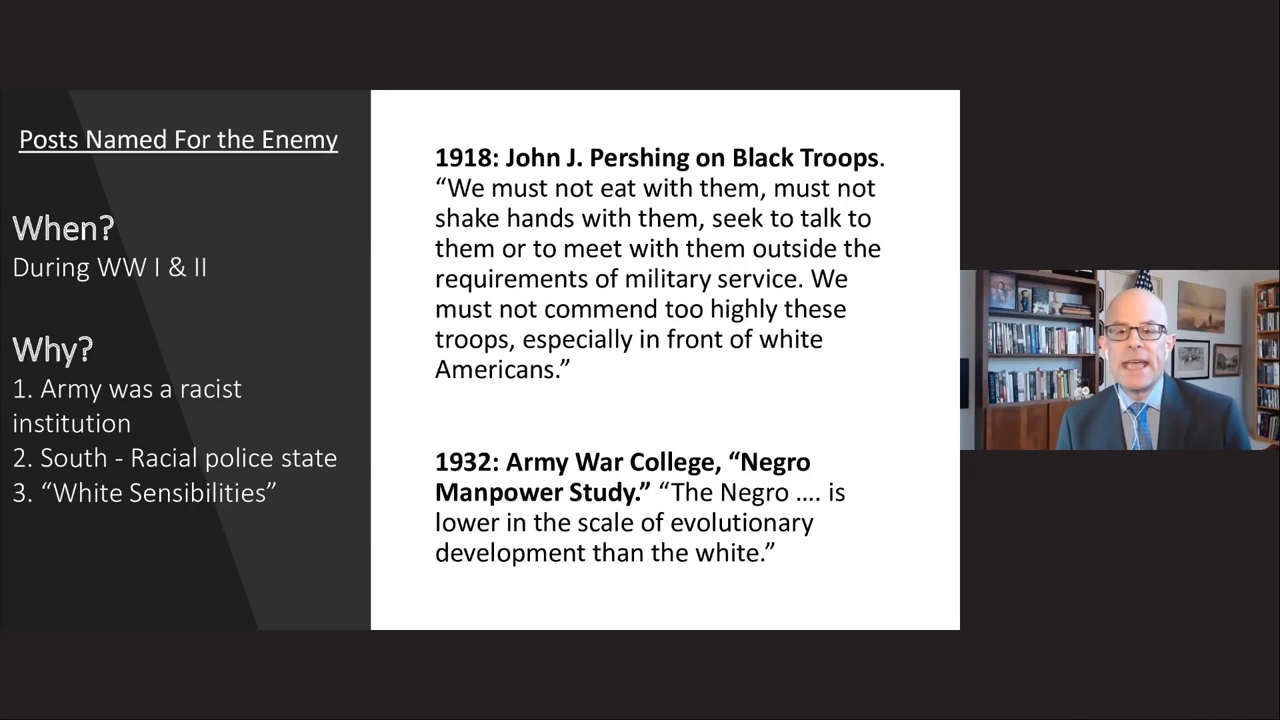 Posts Named For the Enemy
When?
During WW I & II
Why?
1. Army was a racist
institution
2. South - Racial police state
3. “White Sensibilities”
1918: John J. Pershing on Black Troops.
“We must not eat with them, must not
shake hands with them, seek to talk to
them or to meet with them outside the
requirements of military service. We
must not commend too highly these
troops, especially in front of white
Americans.”
1932: Army War College, “Negro
Manpower Study.” “The Negro .... is
lower in the scale of evolutionary
development than the white.”